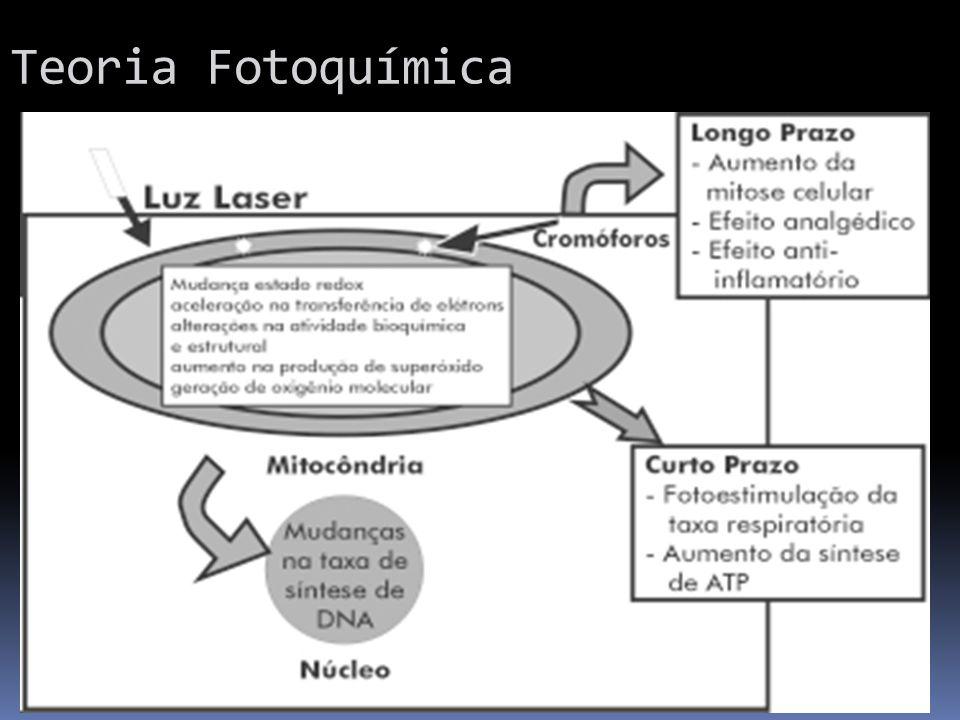 Teoria Fotoquímica
Luz Laser
Cromóforos
Longo Prazo
- Aumento da
mitose celular
- Efeito analgédico
- Efeito anti-
inflamatório
Mudança estado redox
aceleração na transferência de elétrons
alterações na atividade bioquímica
e estrutural
aumento na produção de superóxido
geração de oxigênio molecular
Mitocôndria
Curto Prazo
- Fotoestimulação da
taxa respiratória
- Aumento da síntese
de ATP
Mudanças
na taxa de
síntese de
DNA
Núcleo